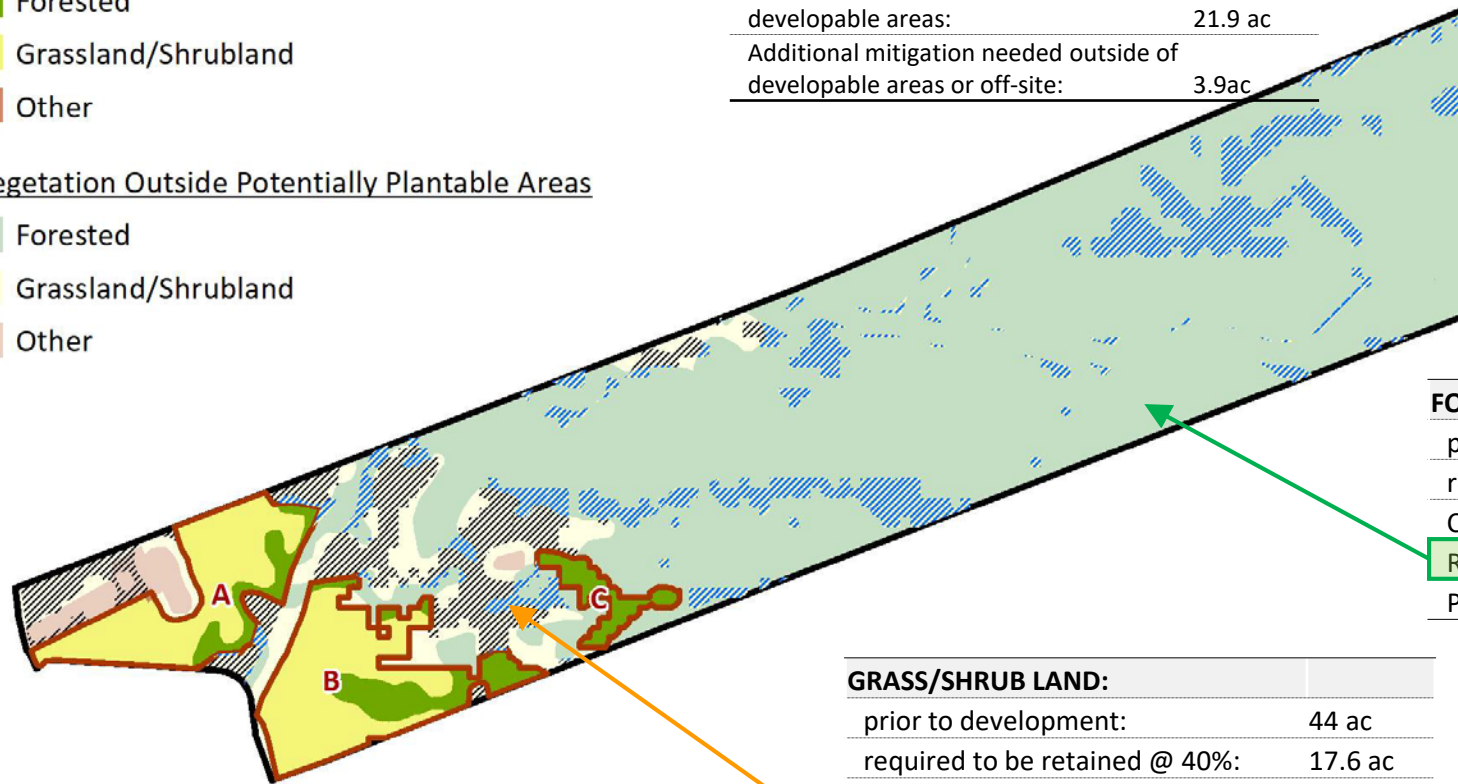 Forested
Grassland/Shrubland
Other
egetation Outside Potentially Plantable Areas
Forested
Grassland/Shrubland
Other
developable areas: 21.9 ac
Additional mitigation needed outside of
developable areas or off-site: 3.9ac
A
B
C
FO
p
r
C
R
P
GRASS/SHRUB LAND:
prior to development: 44 ac
required to be retained @ 40%: 17.6 ac